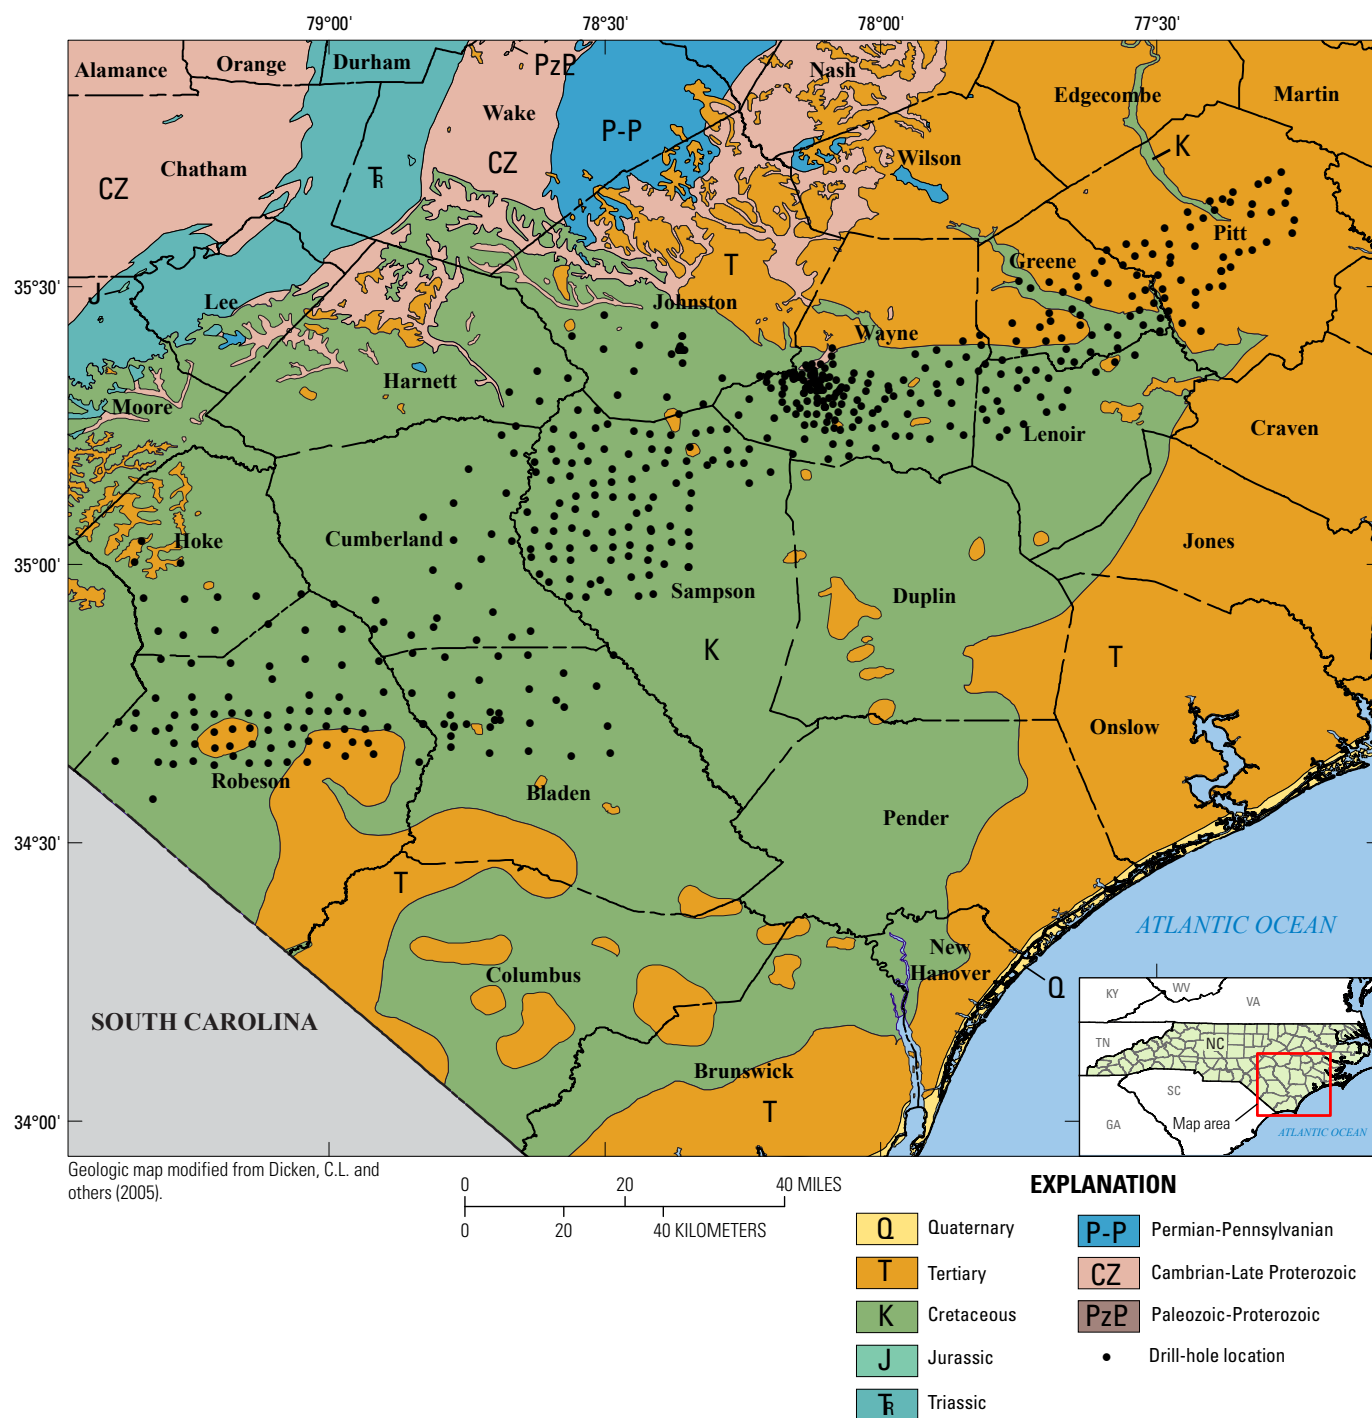 79°00'
78°30'
78°00'
77°30'
Alamance
Orange
Durham
PzP
Nash
Edgecombe
Martin
Wake
P-P
Wilson
K
Chatham
CZ
TR
CZ
Pitt
Greene
T
35°30'
J
Lee
Johnston
Wayne
Harnett
Moore
Lenoir
Craven
Hoke
Cumberland
Jones
35°00'
Sampson
Duplin
K
T
Onslow
Robeson
Bladen
Pender
34°30'
T
ATLANTIC OCEAN
New
Hanover
Columbus
Q
SOUTH CAROLINA
Brunswick
T
34°00'
KY
WV
VA
TN
NC
SC
GA
Map area
ATLANTIC OCEAN
Geologic map modified from Dicken, C.L. and
others (2005).
0 20 40 MILES
0 20 40 KILOMETERS
EXPLANATION
Q Quaternary
T Tertiary
K Cretaceous
J Jurassic
TR Triassic
P-P Permian-Pennsylvanian
CZ Cambrian-Late Proterozoic
PzP Paleozoic-Proterozoic
Drill-hole location